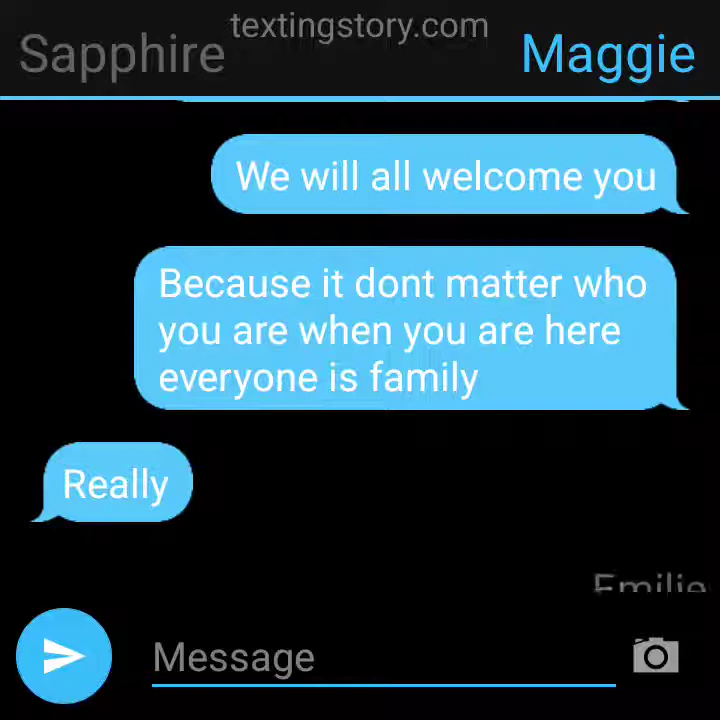 textingstory.com
Sapphire
Maggie
We will all welcome you
Because it dont matter who
you are when you are here
everyone is family
Really
Emilie
Message